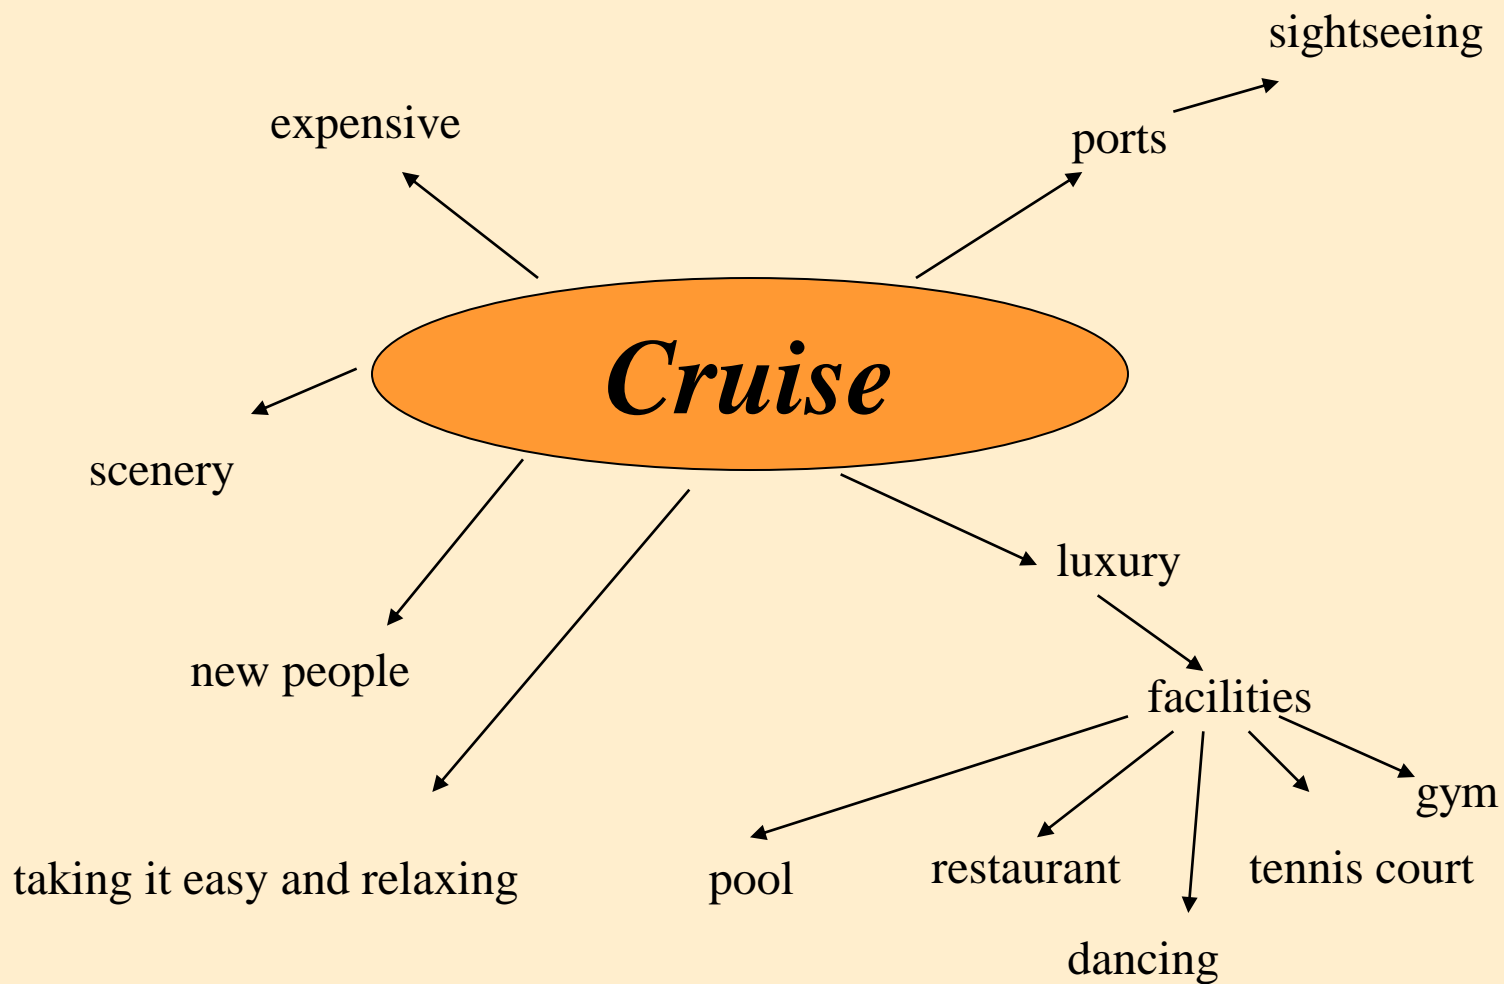 sightseeing
expensive
ports
Cruise
scenery
luxury
new people
facilities
gym
taking it easy and relaxing
pool
restaurant
tennis court
dancing